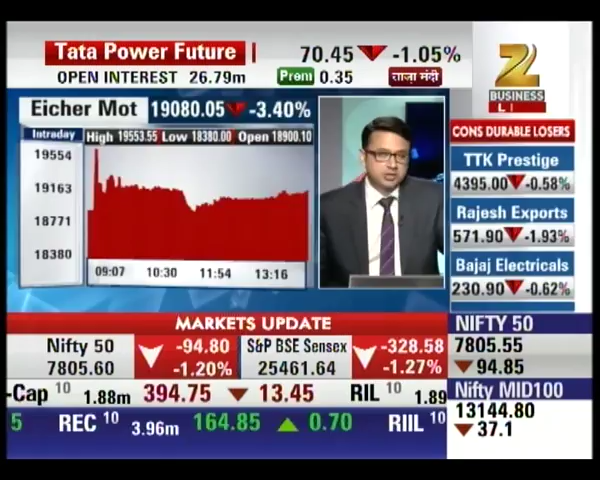 Tata Power Future 70.45 -1.05%
OPEN INTEREST 26.79m Prem 0.35 ताज़ा मंदी
Z
BUSINESS
Eicher Mot 19080.05 -3.40%
Intraday High 19553.55 Low 18380.00 Open 18900.10
19554
19163
18771
18380
09:07 10:30 11:54 13:16
CONS DURABLE LOSERS
TTK Prestige
4395.00 -0.58%
Rajesh Exports
571.90 -1.93%
Bajaj Electricals
230.90 -0.62%
MARKETS UPDATE
Nifty 50 -94.80
7805.60 -1.20%
S&P BSE Sensex -328.58
25461.64 -1.27%
NIFTY 50
7805.55
94.85
Nifty MID100
13144.80
37.1
-Cap 10 1.88m 394.75 13.45 RIL 10 1.89
5 REC 10 3.96m 164.85 0.70 RIIL 10